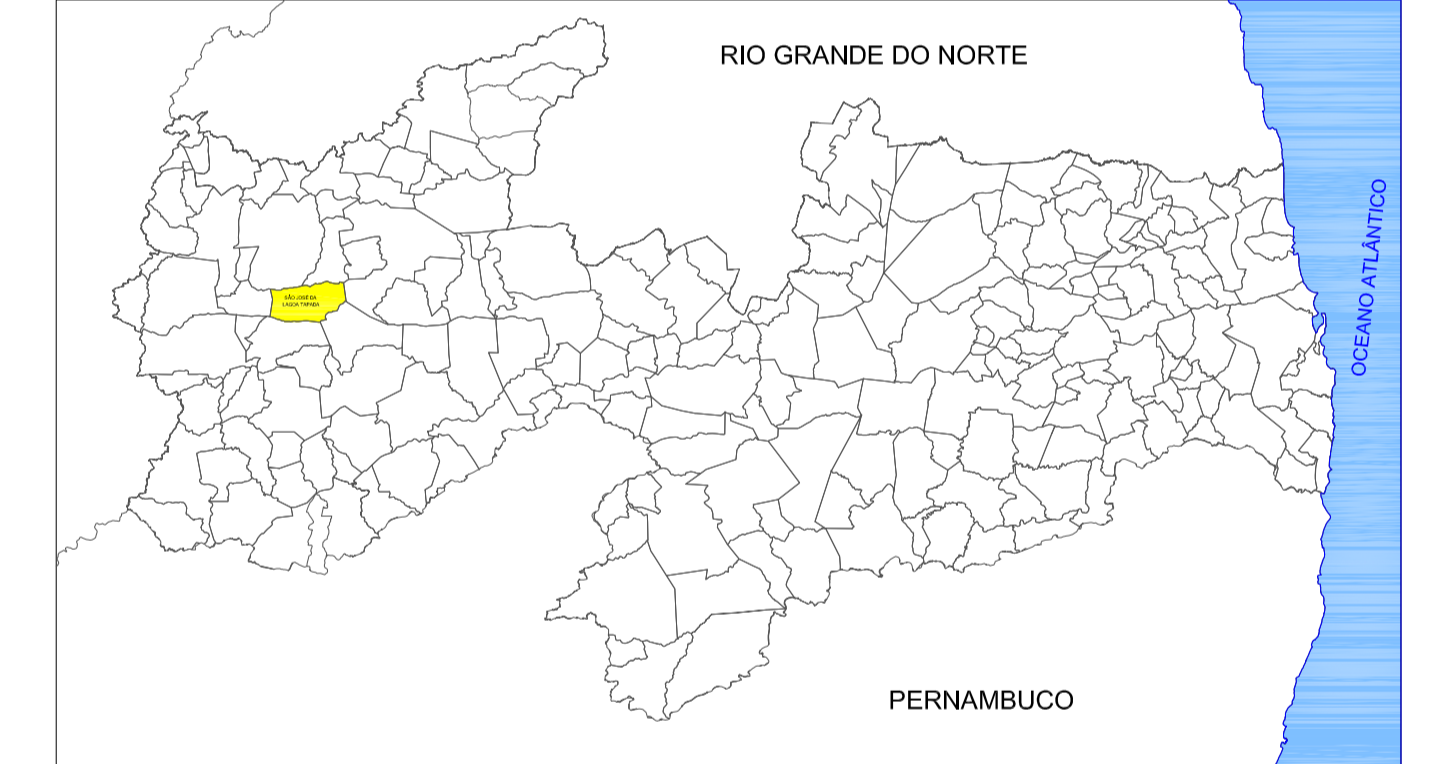 RIO GRANDE DO NORTE
OCEANO ATLÂNTICO
SÃO JOSÉ DA
LAGOA TAPADA
PERNAMBUCO